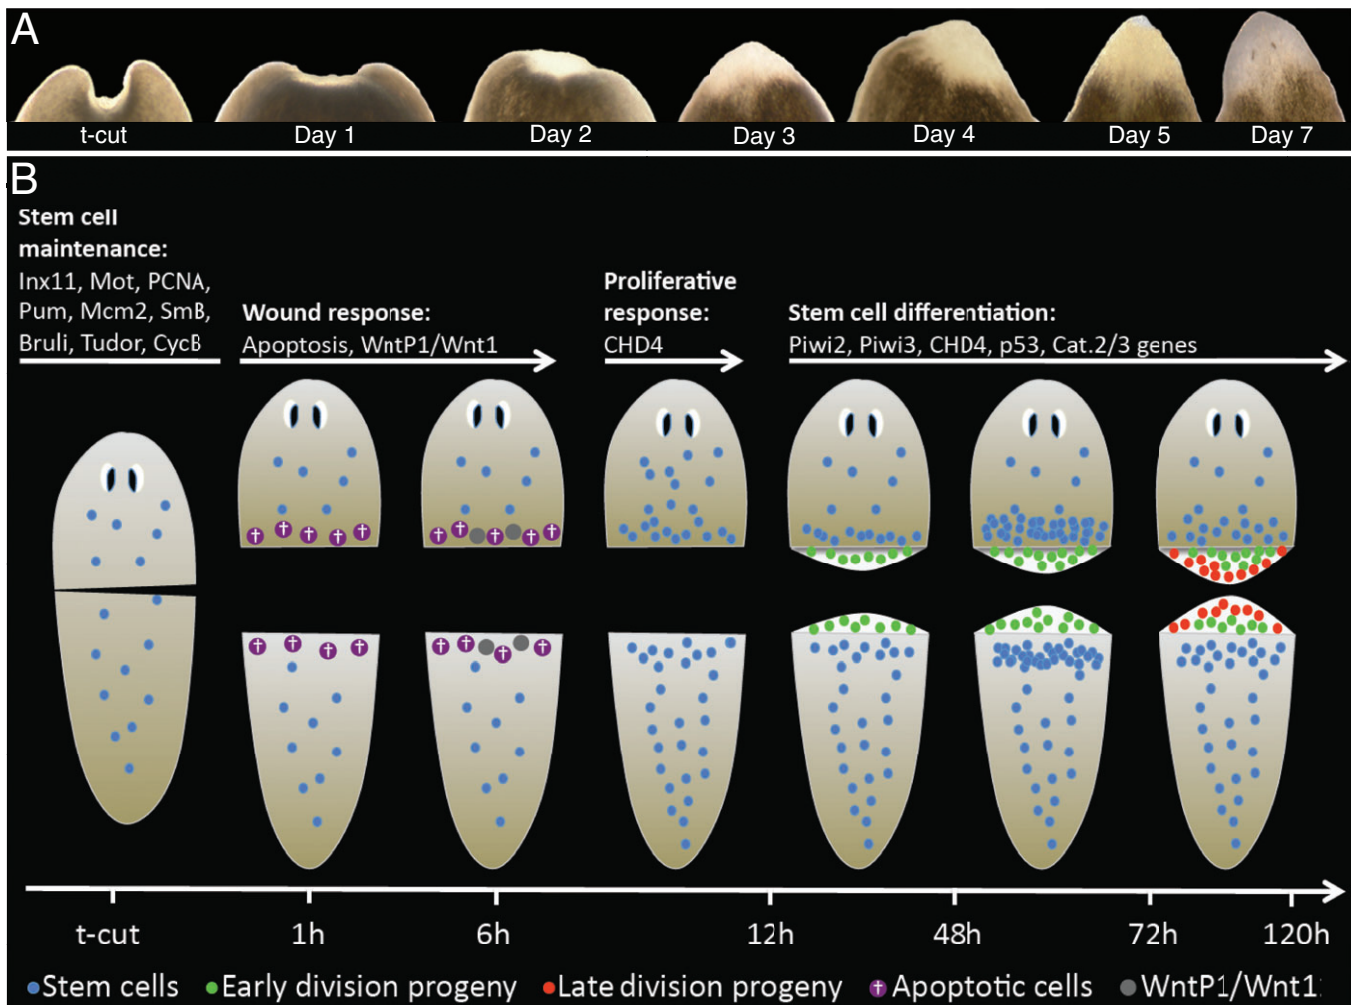 A
t-cut
Day 1
Day 2
Day 3
Day 4
Day 5
Day 7
B
Stem cell
maintenance:
Inx11, Mot, PCNA,
Pum, Mcm2, SmB,
Bruli, Tudor, CycB
Wound response:
Apoptosis, WntP1/Wnt1
Proliferative
response:
CHD4
Stem cell differentiation:
Piwi2, Piwi3, CHD4, p53, Cat.2/3 genes
t-cut
1h
6h
12h
48h
72h
120h
Stem cells
Early division progeny
Late division progeny
Apoptotic cells
WntP1/Wnt1